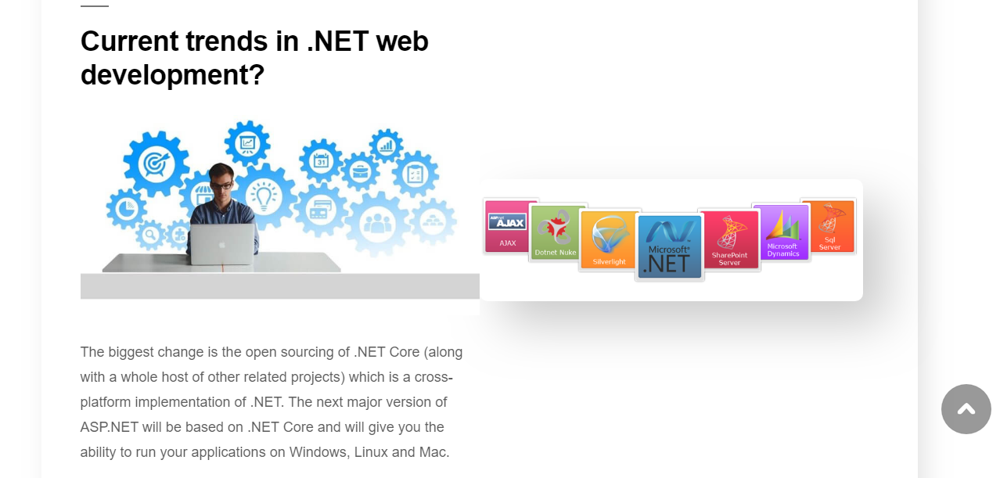 Current trends in .NET web
development?
31
ASP.net
AJAX
AJAX
Dotnet Nuke
Silverlight
Microsoft®
.NET
SharePoint
Server
Microsoft
Dynamics
Sql
Server
The biggest change is the open sourcing of .NET Core (along
with a whole host of other related projects) which is a cross-
platform implementation of .NET. The next major version of
ASP.NET will be based on .NET Core and will give you the
ability to run your applications on Windows, Linux and Mac.